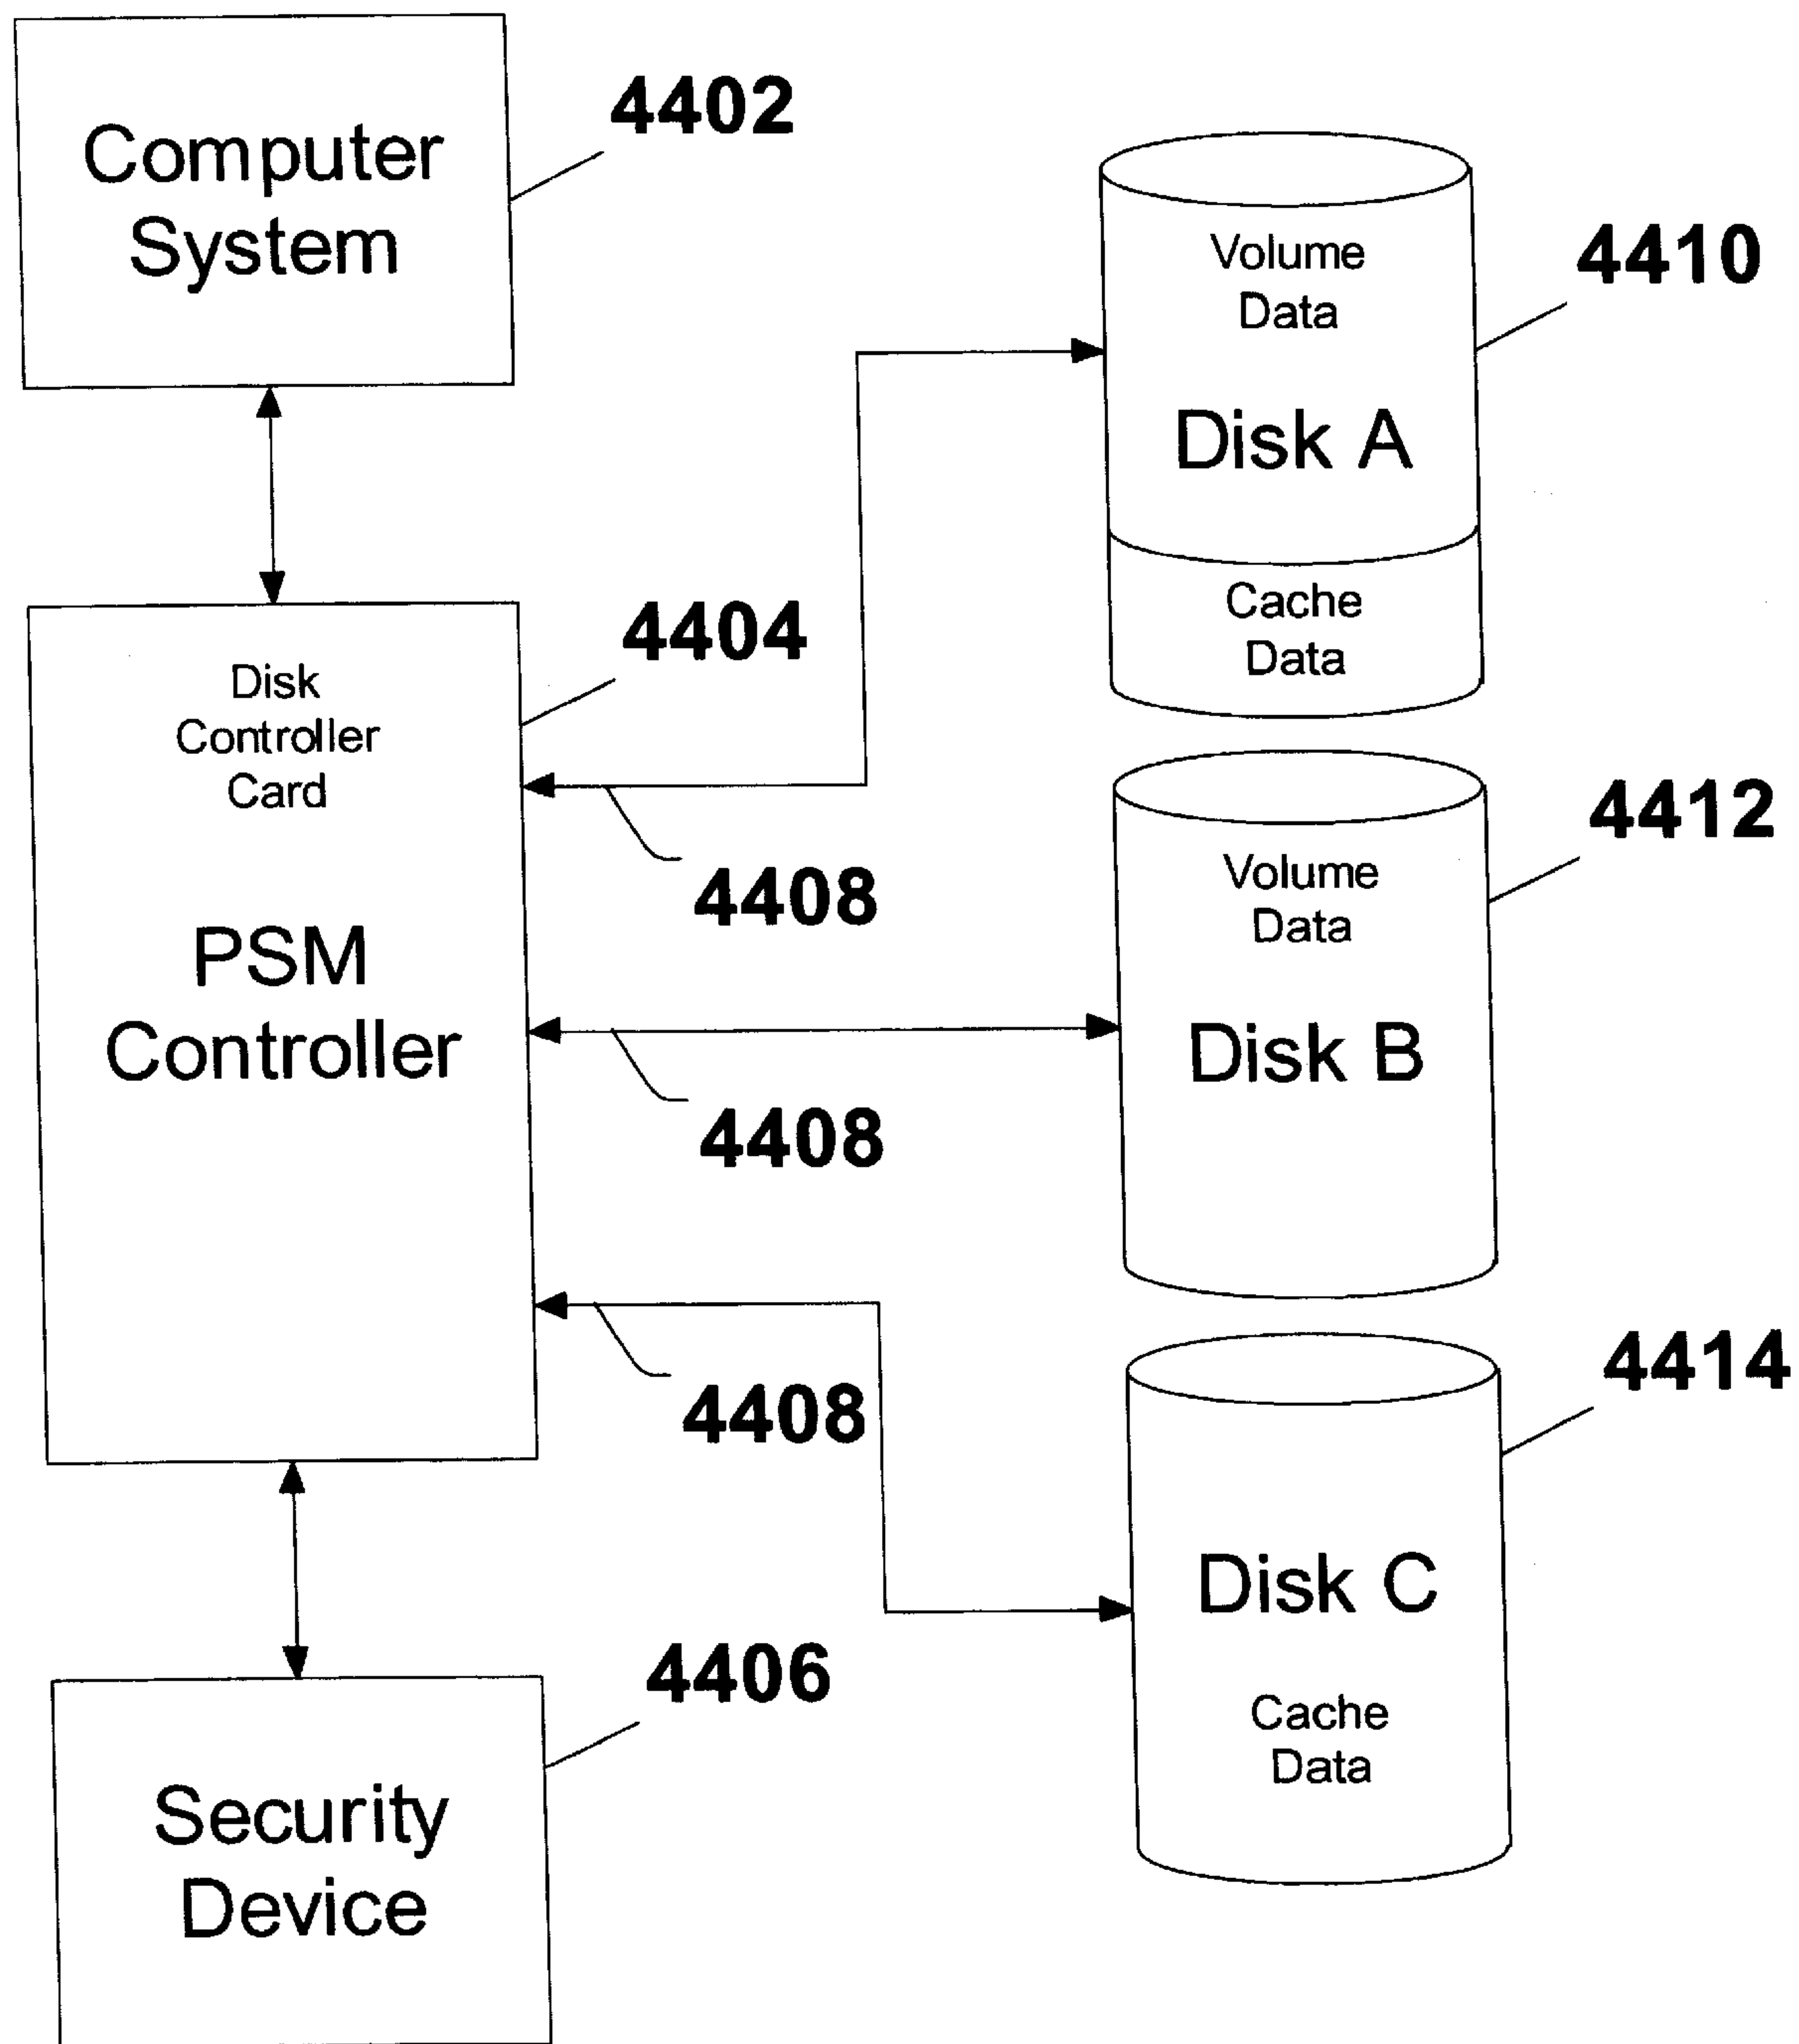 Computer
System
4402
Disk
Controller
Card
PSM
Controller
4404
4408
4408
4408
Security
Device
4406
Volume
Data
Disk A
Cache
Data
4410
Volume
Data
Disk B
4412
Disk C
Cache
Data
4414